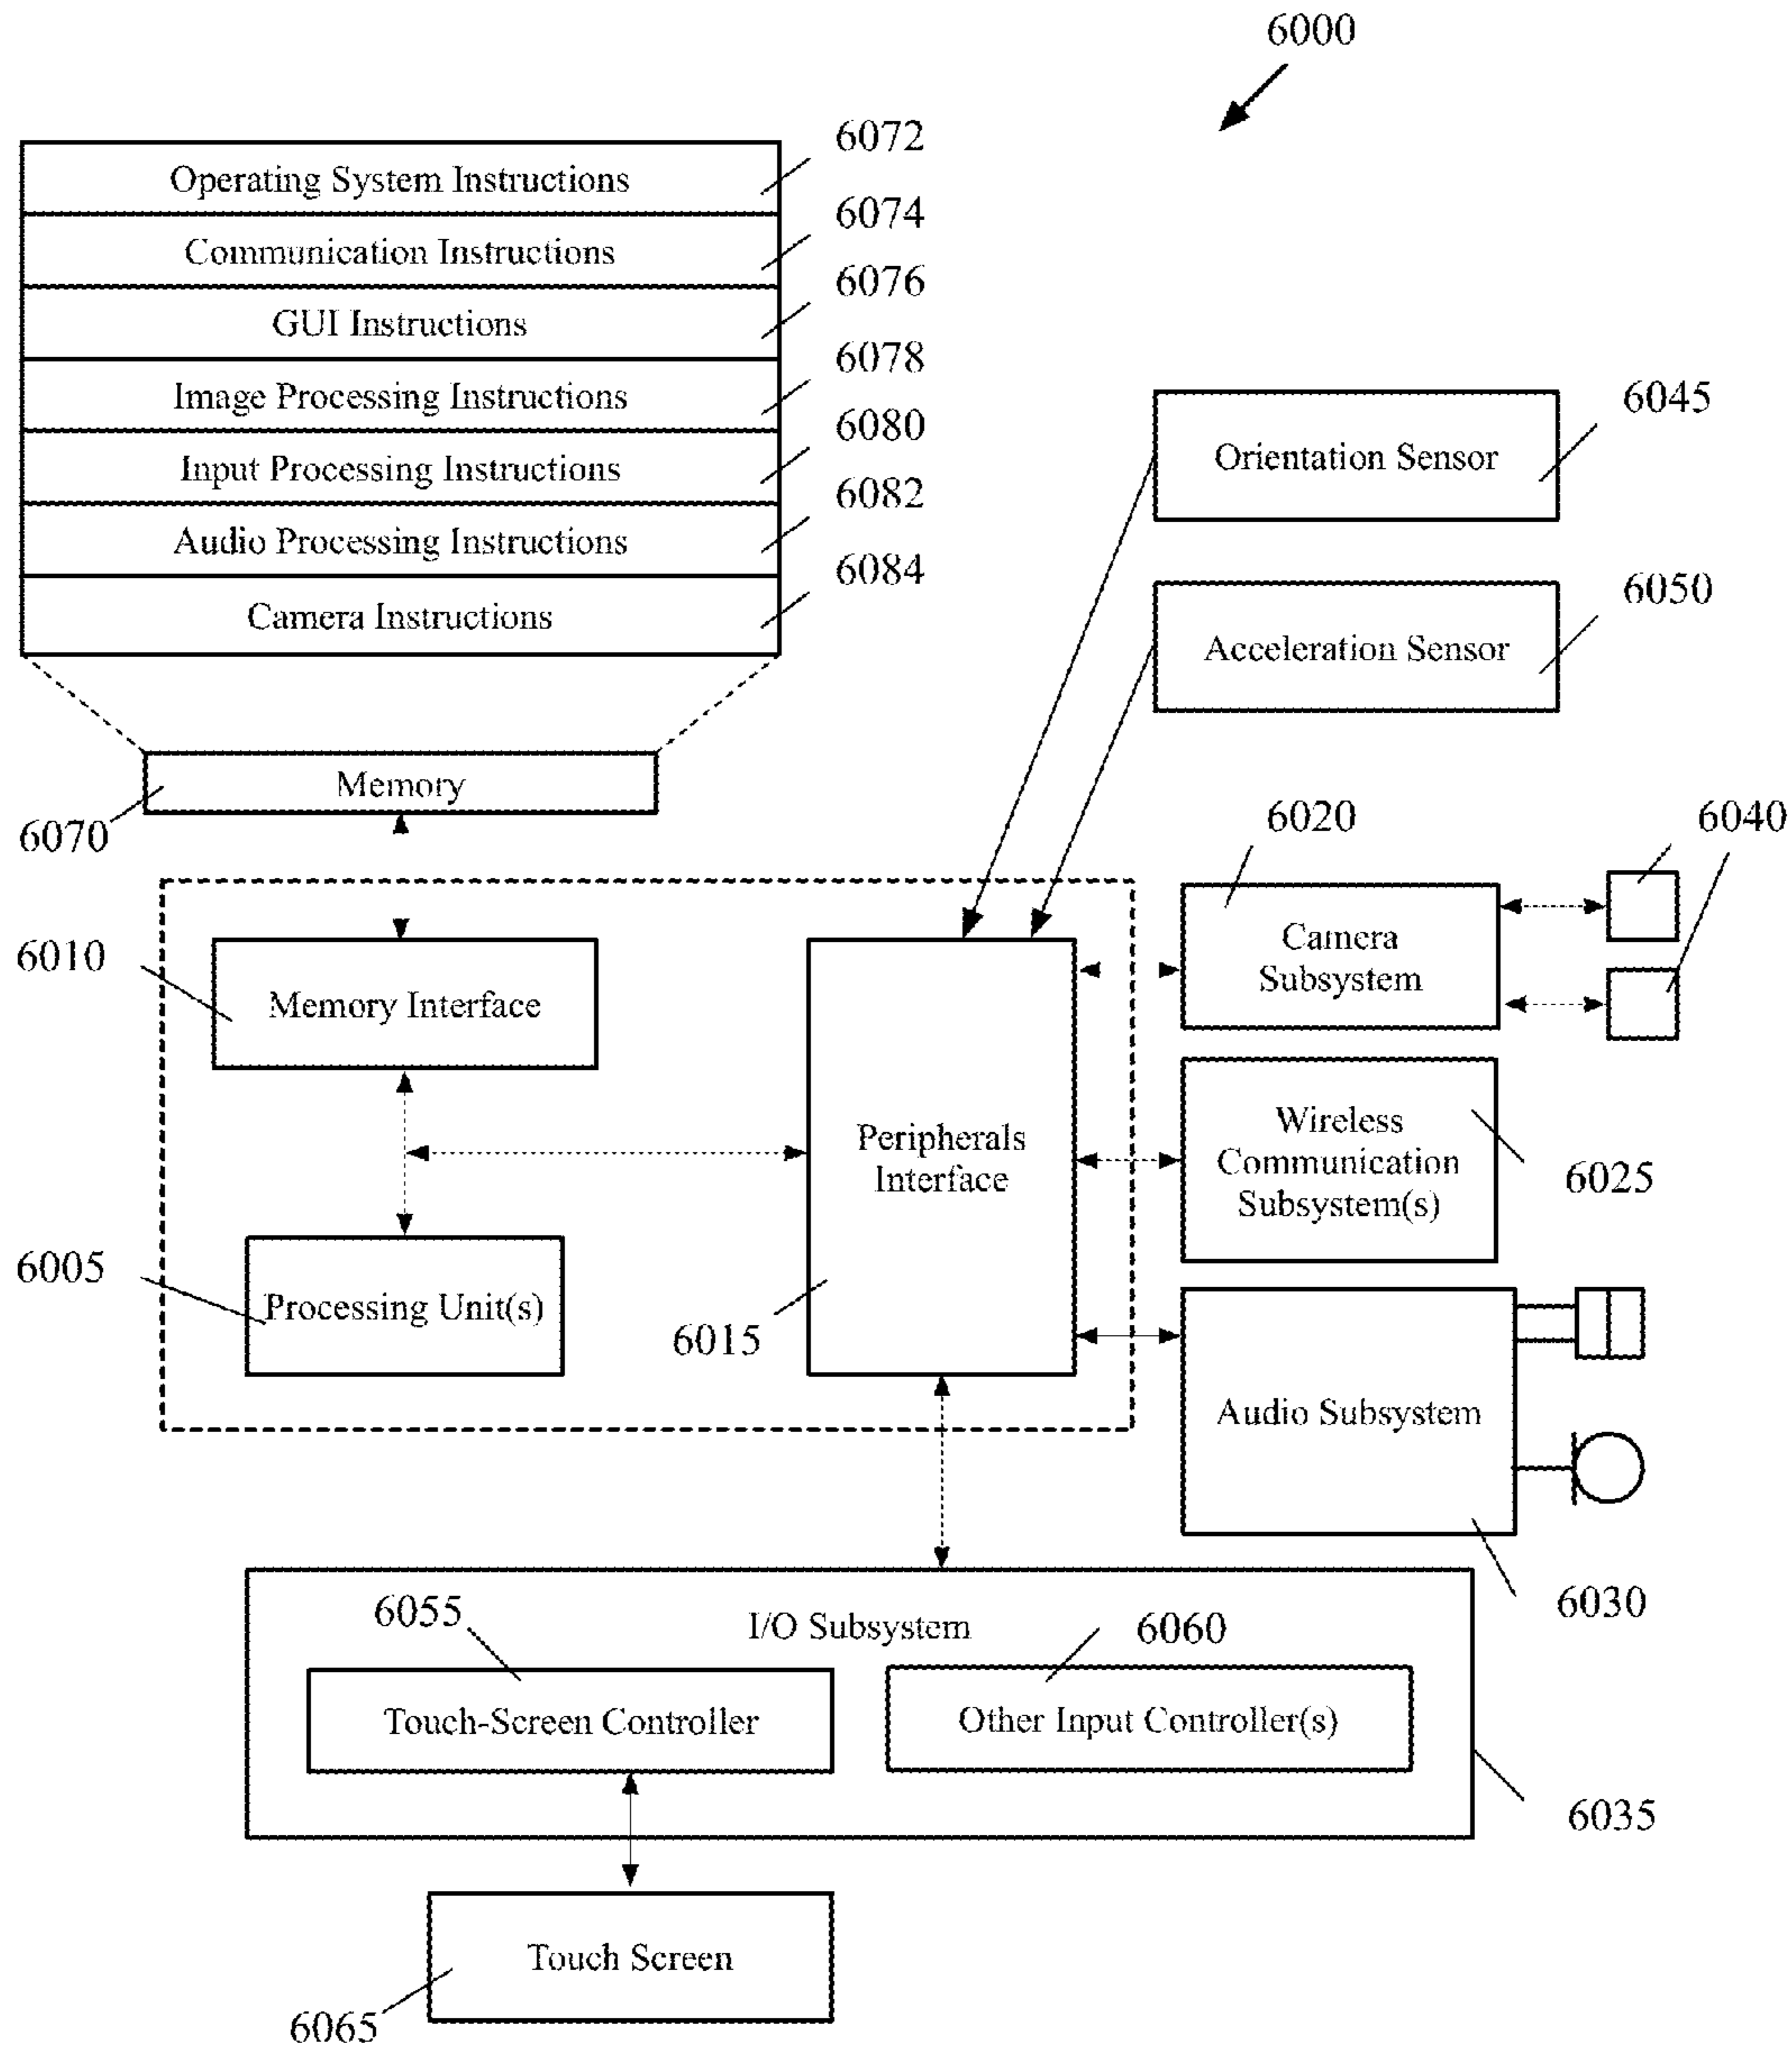 6000
6072
Operating System Instructions
6074
Communication Instructions
6076
GUI Instructions
6078
Image Processing Instructions
6080
Input Processing Instructions
6082
Audio Processing Instructions
6084
Camera Instructions
6045
Orientation Sensor
6050
Acceleration Sensor
Memory
6070
6020
6040
Camera
Subsystem
6010
Memory Interface
Peripherals
Interface
Wireless
Communication
Subsystem(s)
6025
6005
Processing Unit(s)
6015
Audio Subsystem
6030
6055
I/O Subsystem
6060
Touch-Screen Controller
Other Input Controller(s)
6035
Touch Screen
6065